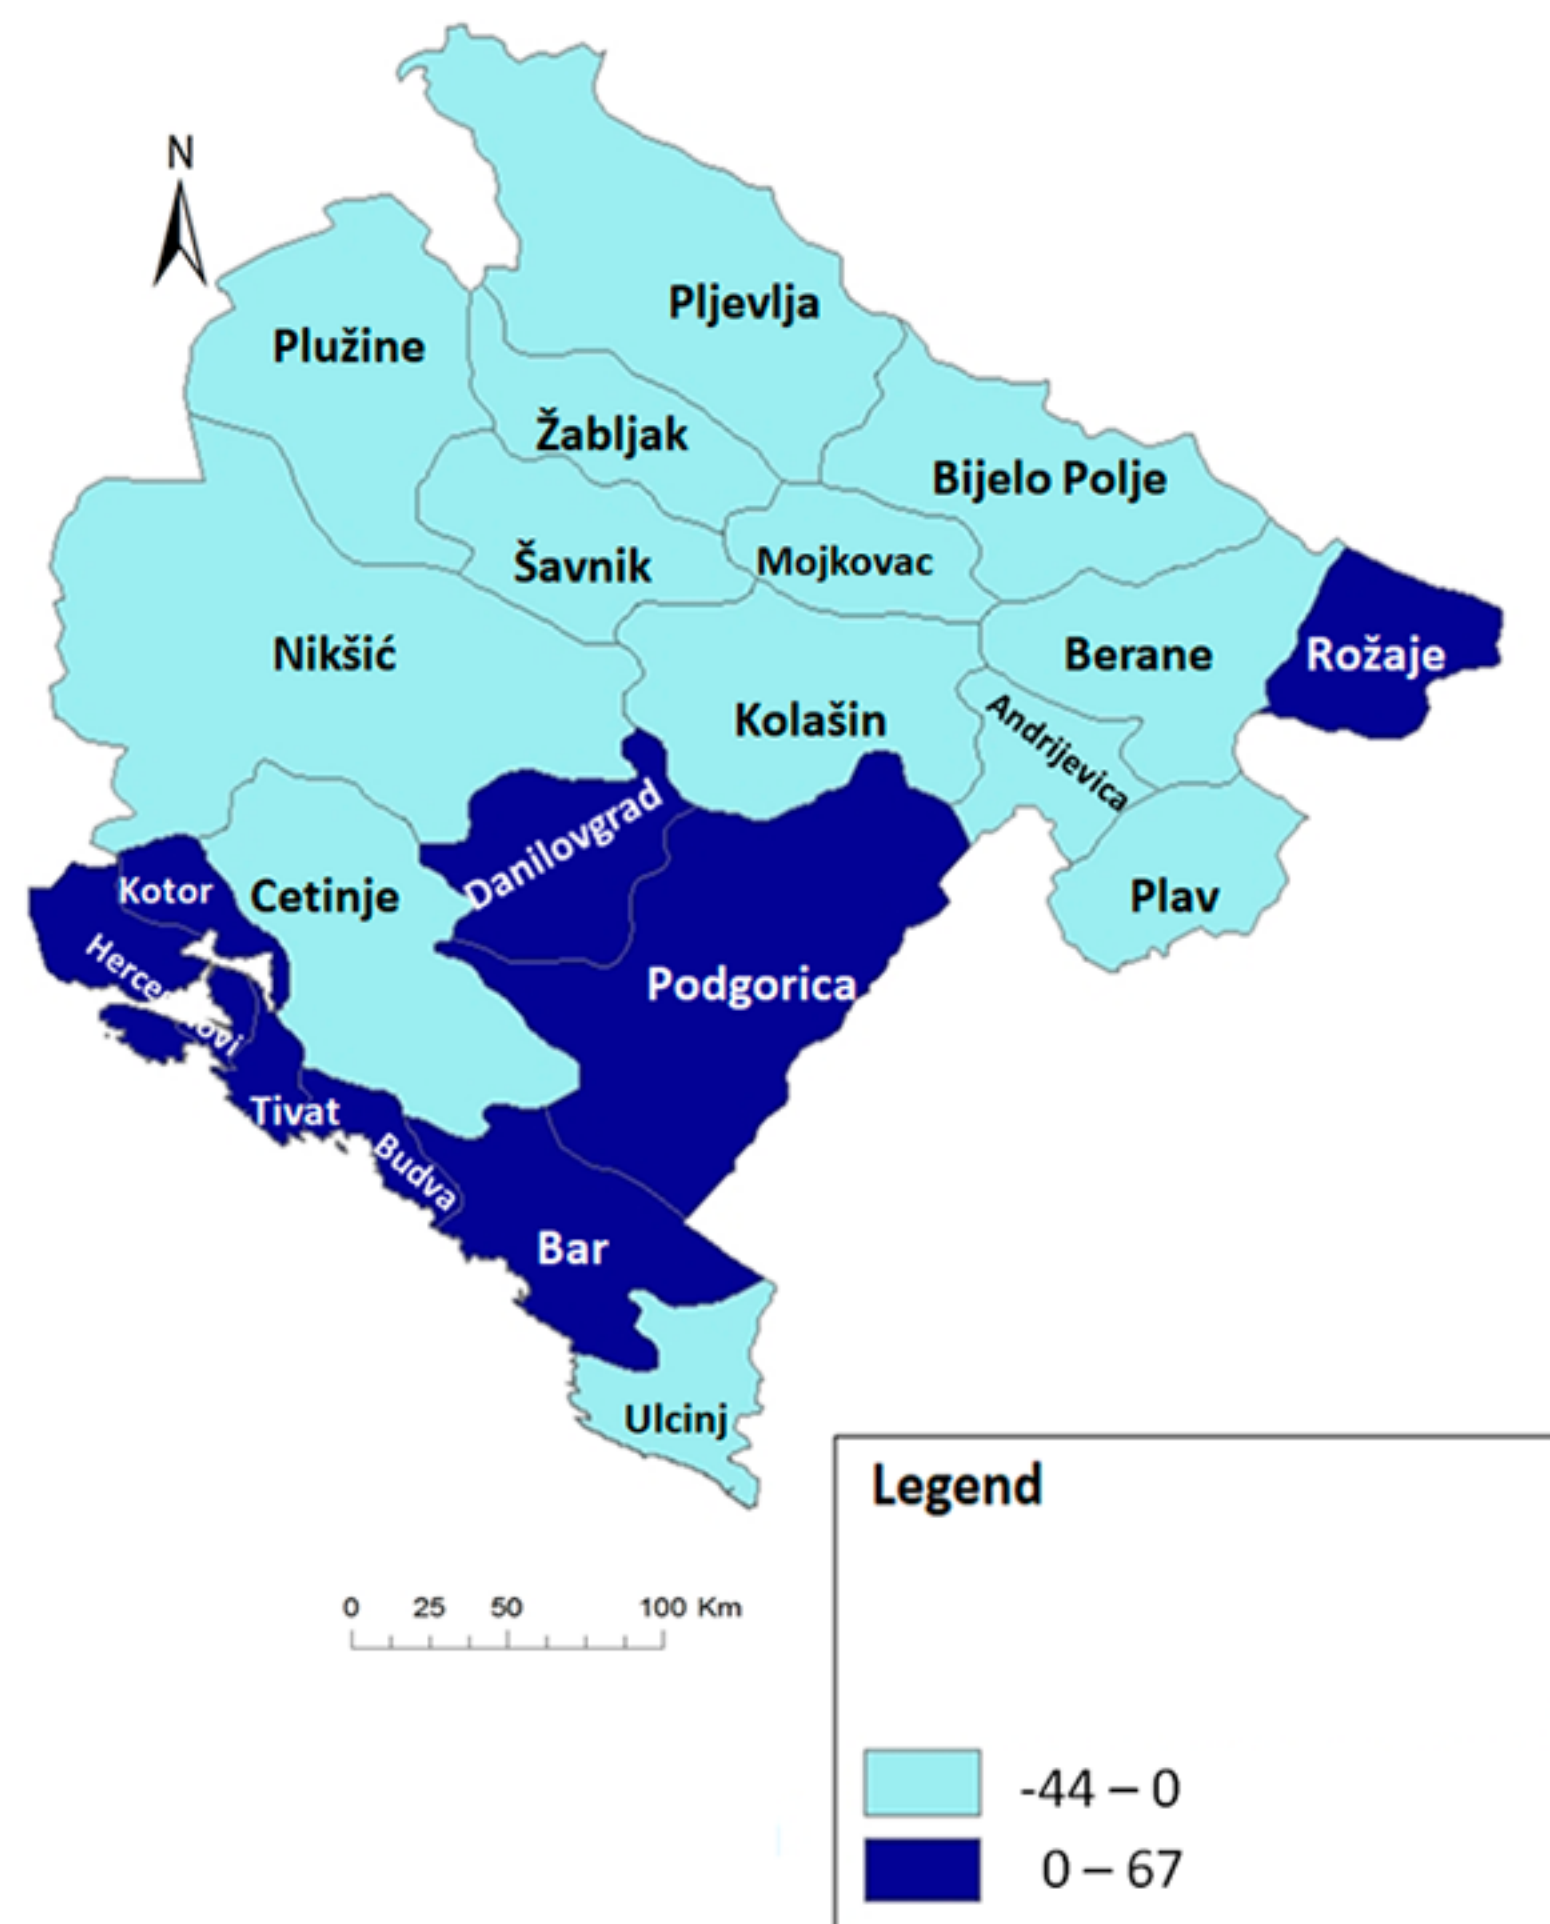 N
Pljevlja
Plužine
Žabljak
Bijelo Polje
Šavnik
Mojkovac
Nikšić
Berane
Rožaje
Kolašin
Andrijevica
Danilovgrad
Kotor
Cetinje
Plav
Podgorica
Tivat
Budva
Bar
Ulcinj
Legend
0 25 50 100 Km
-44 – 0
0 – 67